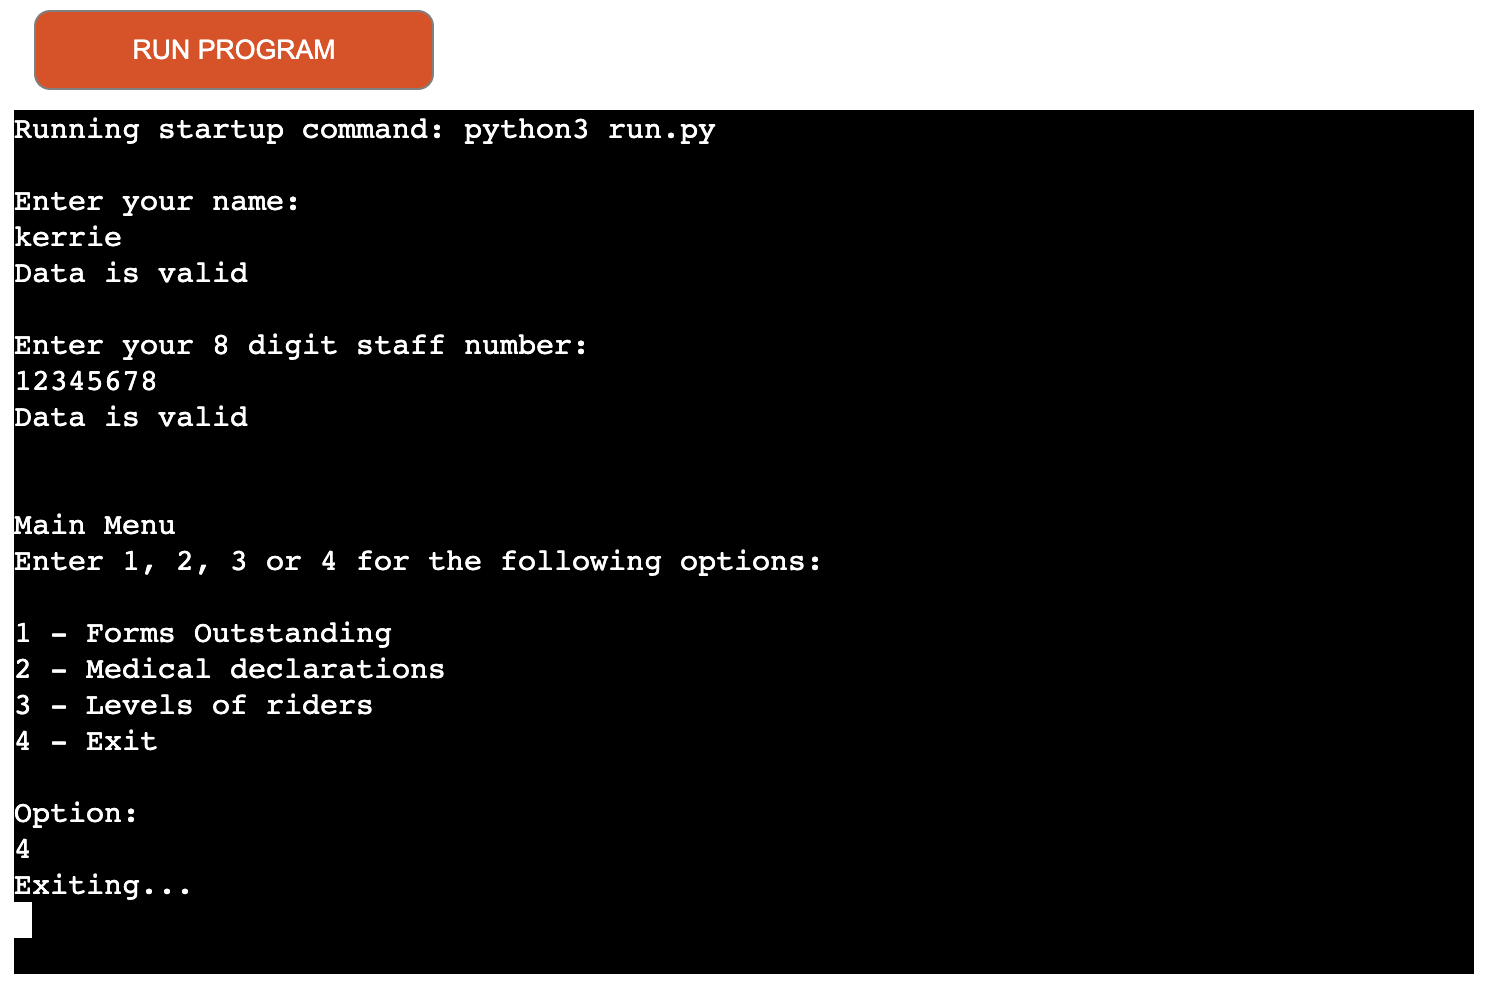 RUN PROGRAM
Running startup command: python3 run.py
Enter your name:
kerrie
Data is valid
Enter your 8 digit staff number:
12345678
Data is valid
Main Menu
Enter 1, 2, 3 or 4 for the following options:
1 - Forms Outstanding
2 - Medical declarations
3 - Levels of riders
4 - Exit
Option:
4
Exiting...